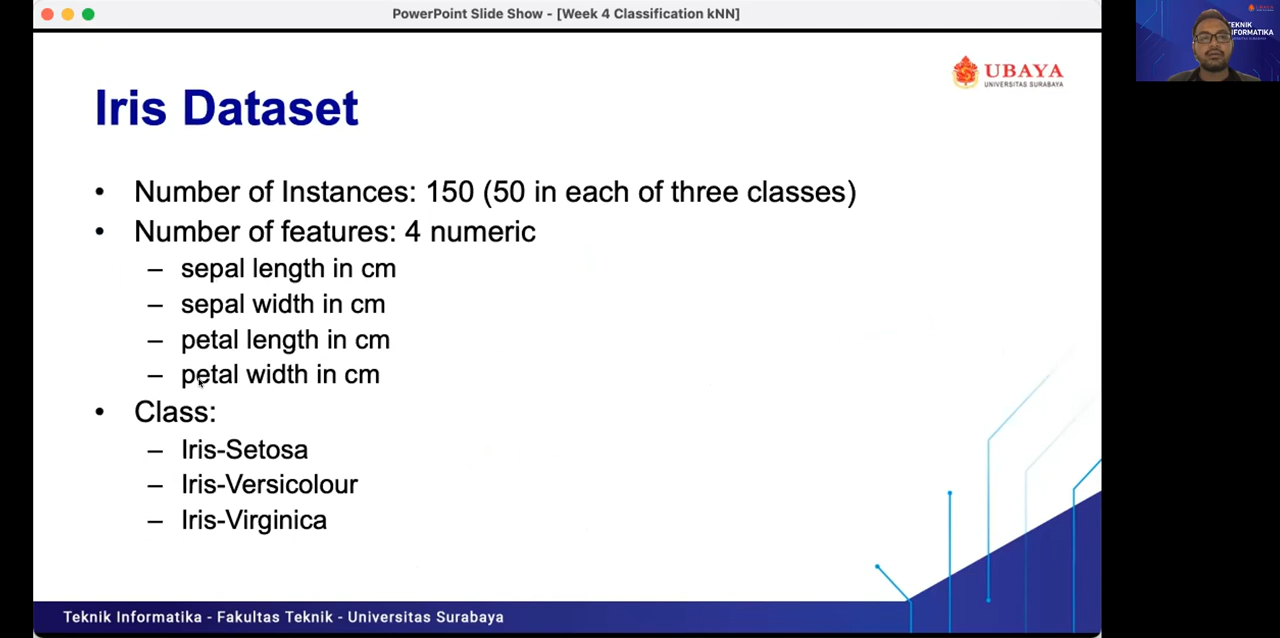 PowerPoint Slide Show - [Week 4 Classification kNN]
UBAYA
UNIVERSITAS SURABAYA
TEKNIK
INFORMATIKA
Iris Dataset
• Number of Instances: 150 (50 in each of three classes)
• Number of features: 4 numeric
– sepal length in cm
– sepal width in cm
– petal length in cm
– petal width in cm
• Class:
– Iris-Setosa
– Iris-Versicolour
– Iris-Virginica
Teknik Informatika - Fakultas Teknik - Universitas Surabaya